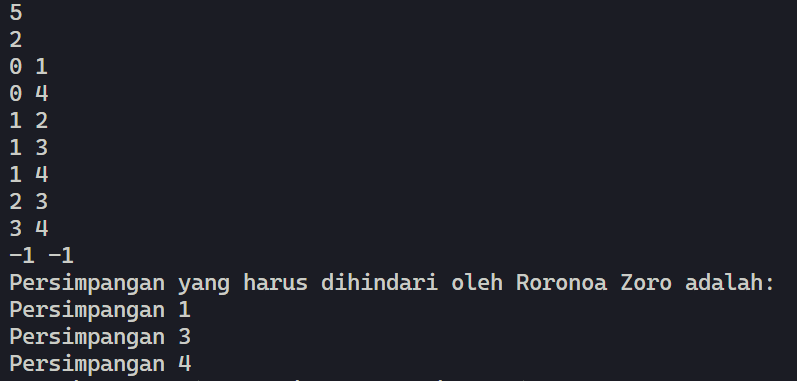 5
2
0 1
0 4
1 2
1 3
1 4
2 3
3 4
-1 -1
Persimpangan yang harus dihindari oleh Roronoa Zoro adalah:
Persimpangan 1
Persimpangan 3
Persimpangan 4